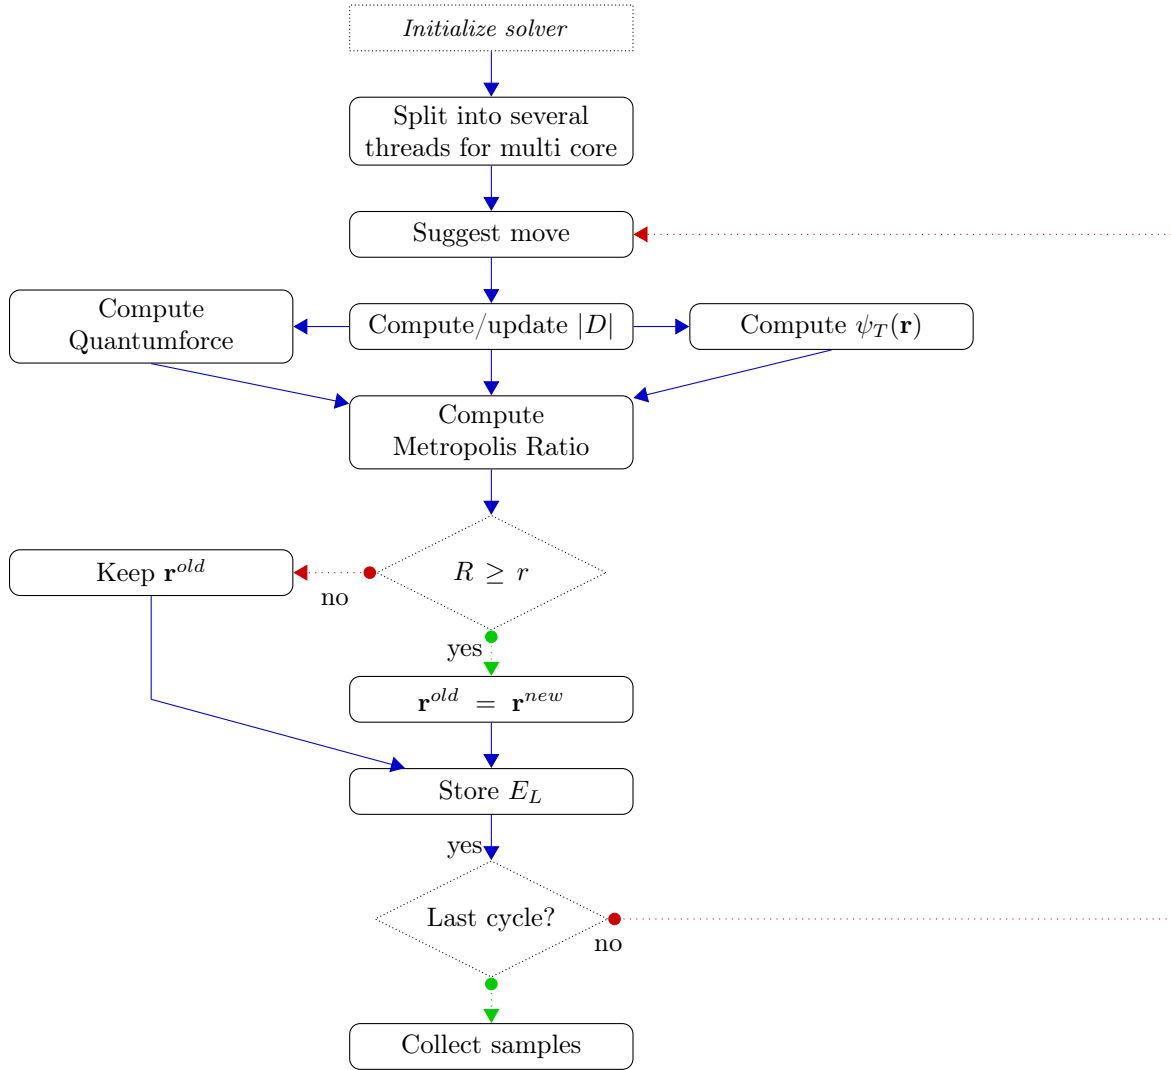 Initialize solver
Split into several
threads for multi core
Suggest move
Compute
Quantumforce
Compute/update |D|
Compute ψ_T(r)
Compute
Metropolis Ratio
Keep r^old
R ≥ r
no
yes
r^old = r^new
Store E_L
yes
Last cycle?
no
Collect samples